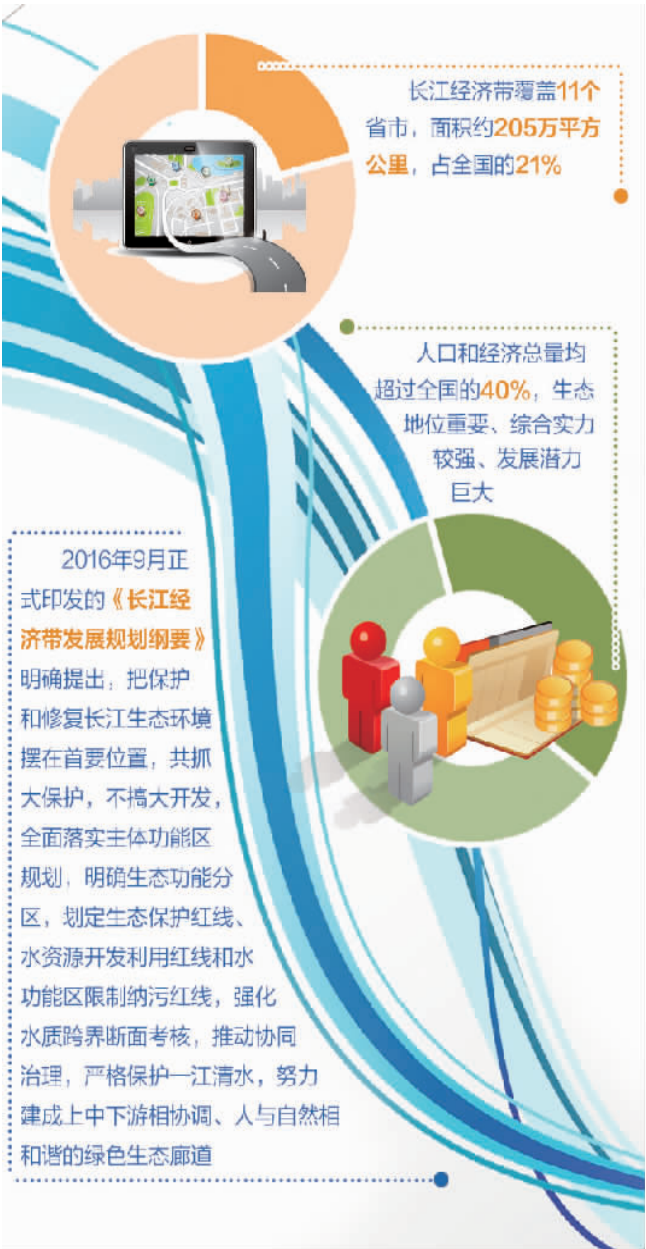 长江经济带覆盖11个
省市，面积约205万平方
公里，占全国的21%
人口和经济总量均
超过全国的40%，生态
地位重要、综合实力
较强、发展潜力
巨大
2016年9月正
式印发的《长江经
济带发展规划纲要》
明确提出，把保护
和修复长江生态环境
摆在首要位置，共抓
大保护，不搞大开发，
全面落实主体功能区
规划，明确生态功能分
区，划定生态保护红线、
水资源开发利用红线和水
功能区限制纳污红线，强化
水质跨界断面考核，推动协同
治理，严格保护一江清水，努力
建成上中下游相协调、人与自然相
和谐的绿色生态廊道